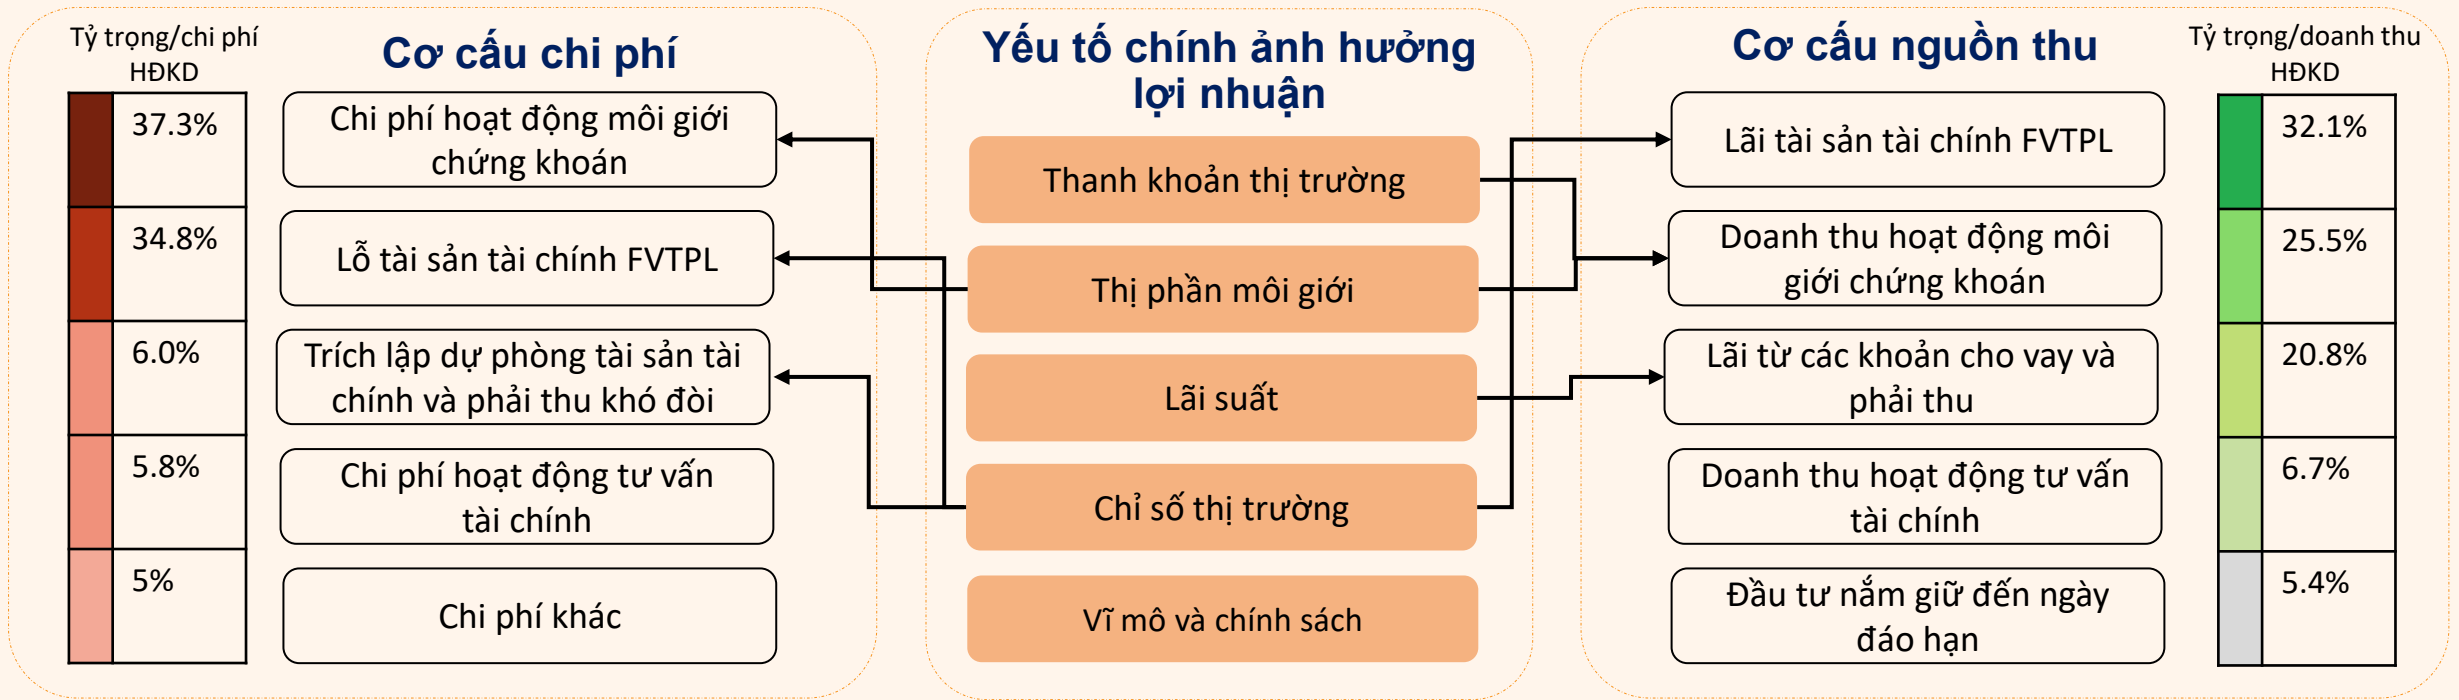 Tỷ trọng/chi phí
HĐKD
Cơ cấu chi phí
37.3%
Chi phí hoạt động môi giới
chứng khoán
34.8%
Lỗ tài sản tài chính FVTPL
6.0%
Trích lập dự phòng tài sản tài
chính và phải thu khó đòi
5.8%
Chi phí hoạt động tư vấn
tài chính
5%
Chi phí khác
Yếu tố chính ảnh hưởng
lợi nhuận
Thanh khoản thị trường
Thị phần môi giới
Lãi suất
Chỉ số thị trường
Vĩ mô và chính sách
Cơ cấu nguồn thu
Tỷ trọng/doanh thu
HĐKD
Lãi tài sản tài chính FVTPL
32.1%
Doanh thu hoạt động môi
giới chứng khoán
25.5%
Lãi từ các khoản cho vay và
phải thu
20.8%
Doanh thu hoạt động tư vấn
tài chính
6.7%
Đầu tư nắm giữ đến ngày
đáo hạn
5.4%